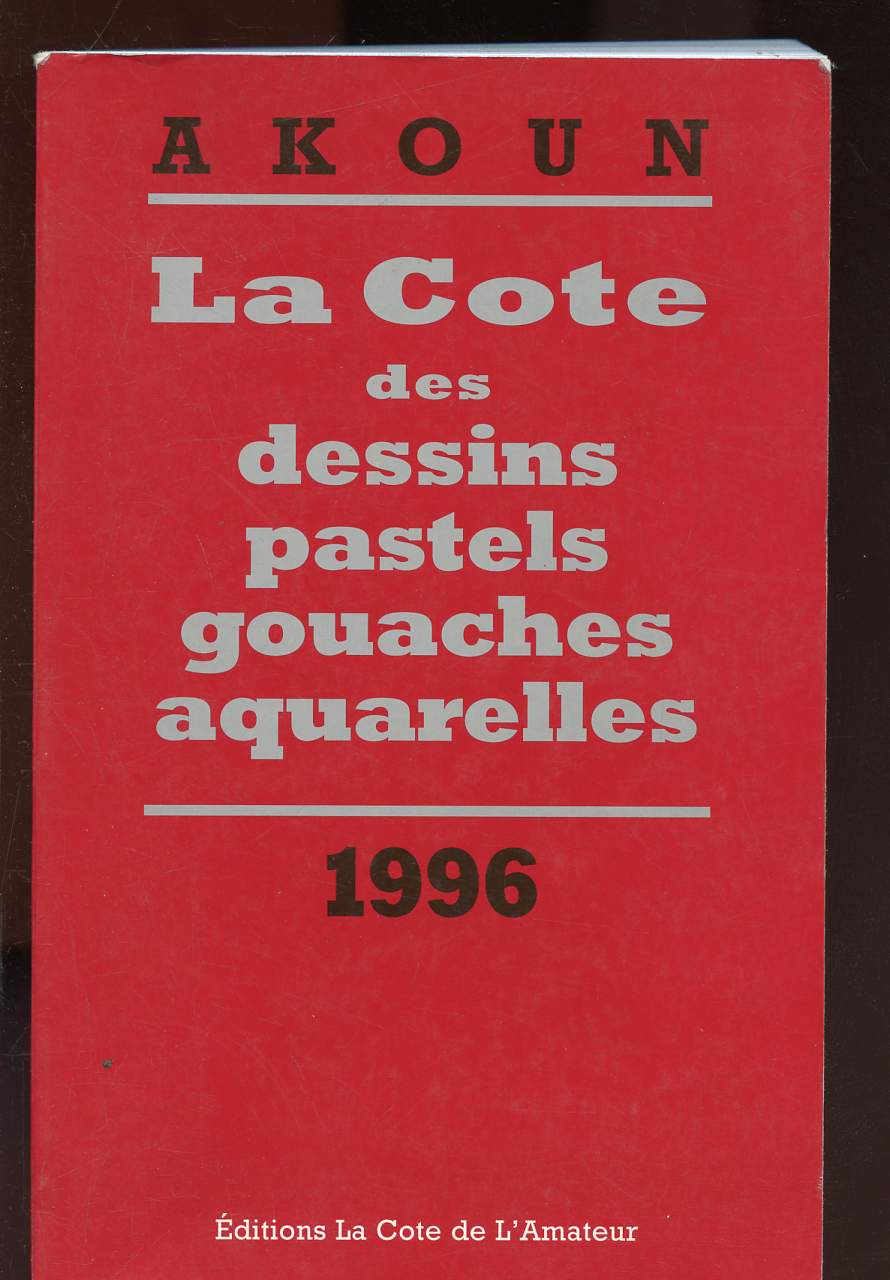 AKOUN
La Cote
des
dessins
pastels
gouaches
aquarelles
1996
Éditions La Cote de L'Amateur